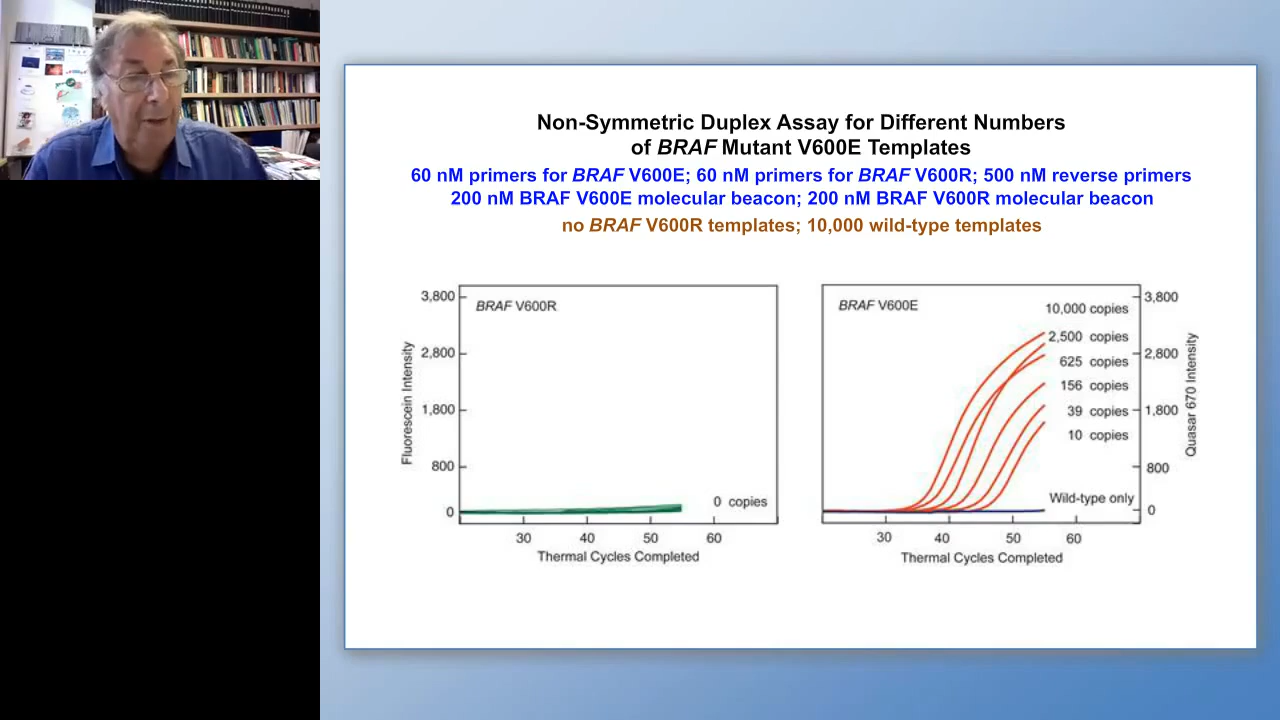 Non-Symmetric Duplex Assay for Different Numbers
of BRAF Mutant V600E Templates
60 nM primers for BRAF V600E; 60 nM primers for BRAF V600R; 500 nM reverse primers
200 nM BRAF V600E molecular beacon; 200 nM BRAF V600R molecular beacon
no BRAF V600R templates; 10,000 wild-type templates
BRAF V600R
3,800
2,800
1,800
800
0
Fluorescein Intensity
0 copies
30 40 50 60
Thermal Cycles Completed
BRAF V600E
10,000 copies
2,500 copies
625 copies
156 copies
39 copies
10 copies
Wild-type only
3,800
2,800
1,800
800
0
Quasar 670 Intensity
30 40 50 60
Thermal Cycles Completed